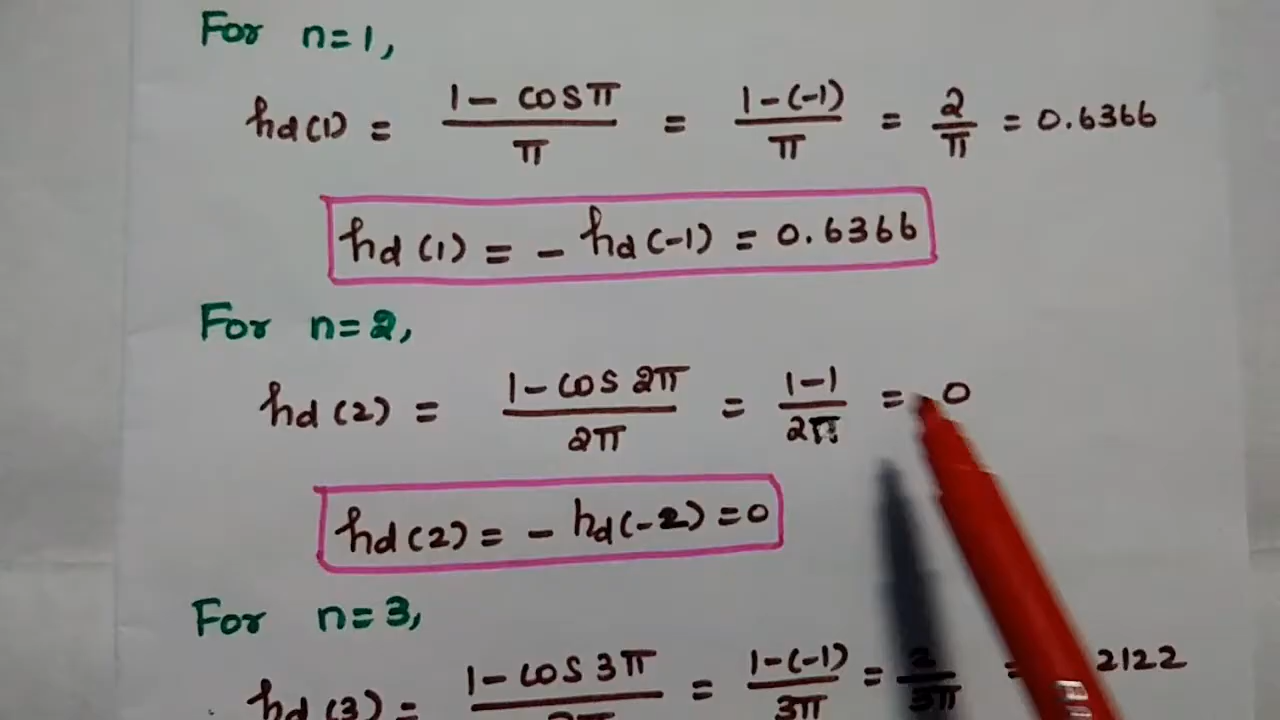 For n=1,
hd(1) = 1 - cosπ / π = 1-(-1) / π = 2 / π = 0.6366
hd(1) = - hd(-1) = 0.6366
For n=2,
hd(2) = 1 - cos 2π / 2π = 1-1 / 2π = 0
hd(2) = - hd(-2) = 0
For n=3,
hd(3) = 1 - cos 3π / 3π = 1-(-1) / 3π = 2 / 3π = 2122